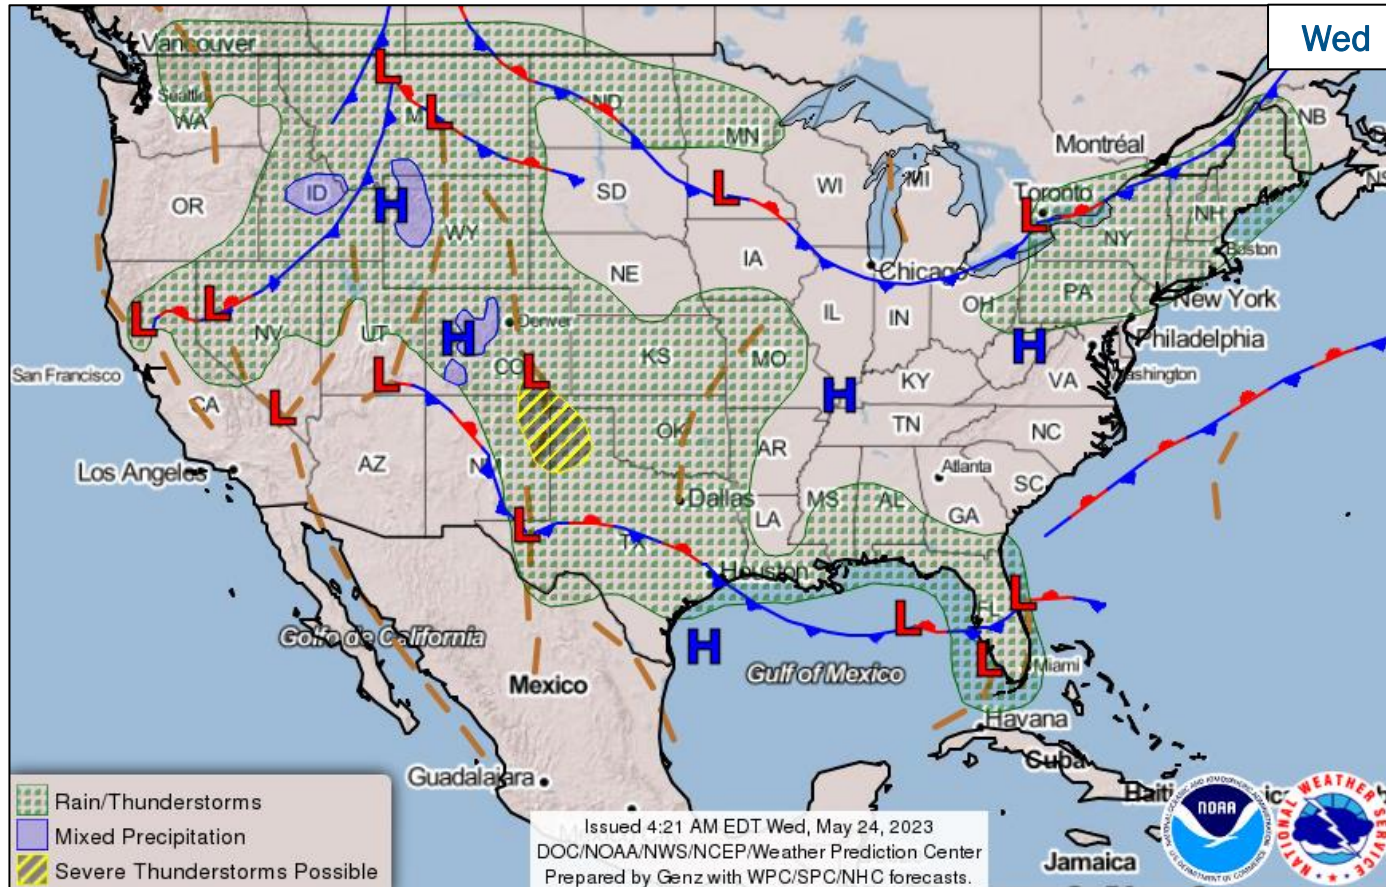 Wed
Vancouver
Seattle
WA
ND
MN
NB
Montréal
OR
ID
SD
WI
MI
Toronto
NH
NY
WY
IA
Boston
NE
Chicago
OH
PA
New York
NV
UT
Denver
IL
IN
CO
KS
MO
Philadelphia
San Francisco
KY
VA
Washington
CA
OK
TN
NC
Los Angeles
AZ
NM
AR
Atlanta
SC
Dallas
MS
AL
GA
LA
TX
Houston
FL
Golfo de California
Miami
Gulf of Mexico
Mexico
Havana
Cuba
Guadalajara
Jamaica
H
H
H
H
H
L
L
L
L
L
L
L
L
L
L
L
L
L
Rain/Thunderstorms
Mixed Precipitation
Severe Thunderstorms Possible
Issued 4:21 AM EDT Wed, May 24, 2023
DOC/NOAA/NWS/NCEP/Weather Prediction Center
Prepared by Genz with WPC/SPC/NHC forecasts.
NOAA
NATIONAL WEATHER SERVICE